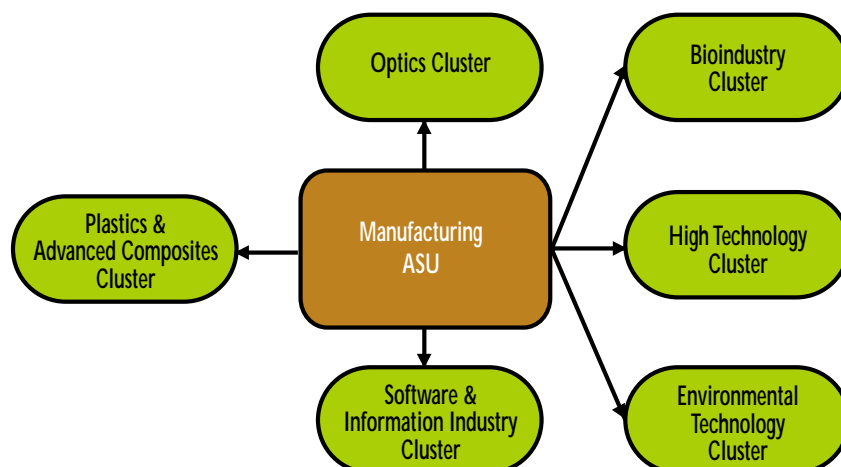 Optics Cluster
Bioindustry
Cluster
Plastics &
Advanced Composites
Cluster
Manufacturing
ASU
High Technology
Cluster
Software &
Information Industry
Cluster
Environmental
Technology
Cluster